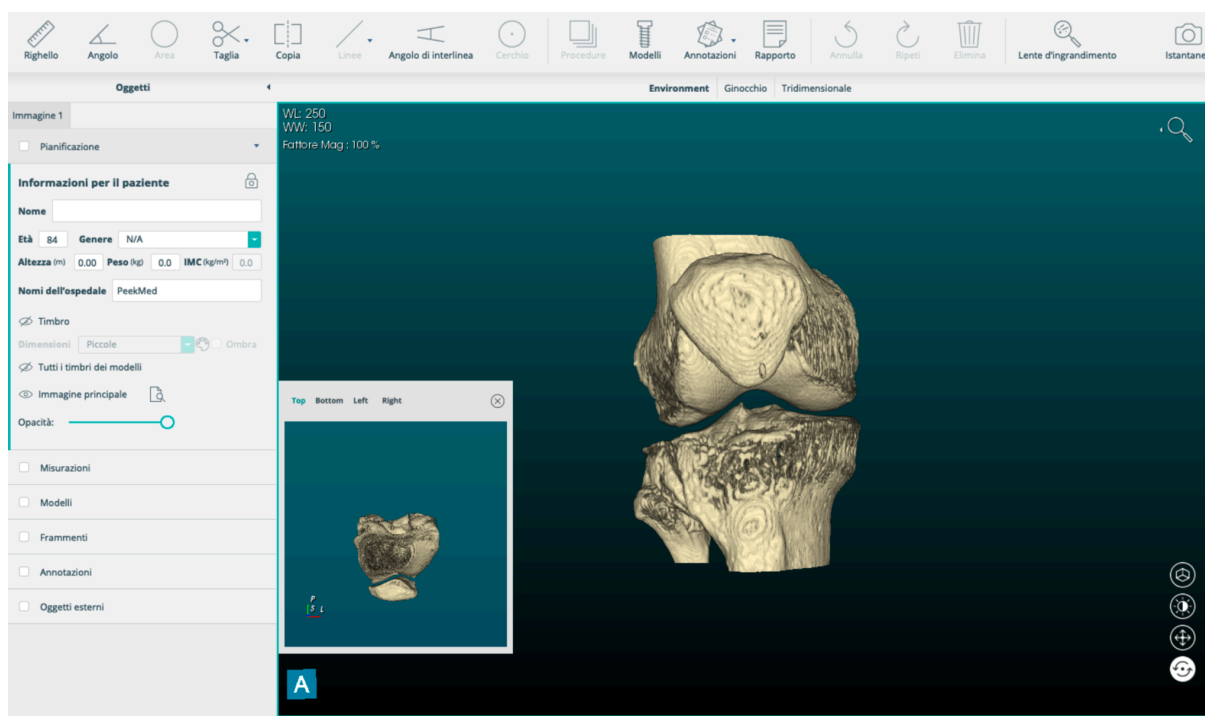 Righello Angolo Area Taglia Copia Linee Angolo di interlinea Cerchio Procedure Modelli Annotazioni Rapporto Annulla Ripeti Elimina Lente d'ingrandimento Istantane
Oggetti
Environment Ginocchio Tridimensionale
Immagine 1
Pianificazione
Informazioni per il paziente
Nome
Età 84 Genere N/A
Altezza (m) 0.00 Peso (kg) 0.0 IMC (kg/m²) 0.0
Nomi dell'ospedale PeekMed
Timbro
Dimensioni Piccole Ombra
Tutti i timbri dei modelli
Immagine principale
Opacità:
Misurazioni
Modelli
Frammenti
Annotazioni
Oggetti esterni
WL: 250
WW: 150
Fattore Mag : 100 %
Top Bottom Left Right
P
S L
A